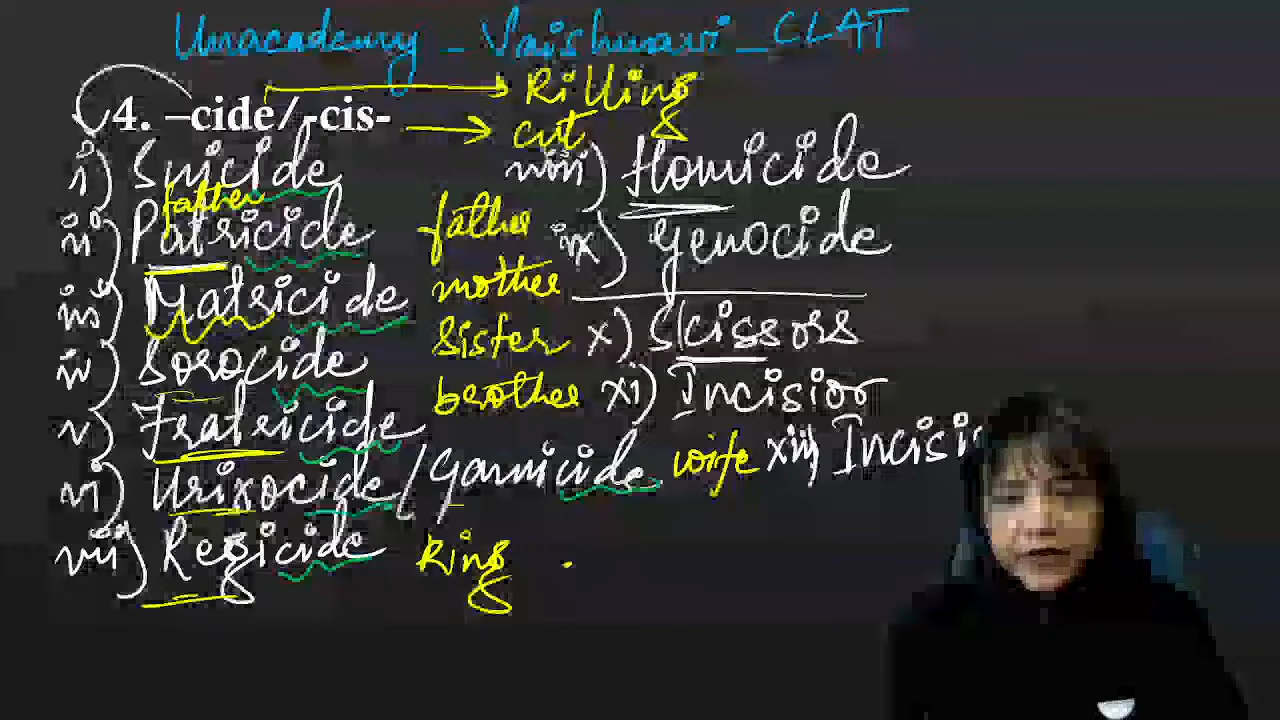 Unacademy - Vaishnavi - CLAT
4. –cide/ -cis- Killing
cut
i) Suicide
father
ii) Patricide father
iii) Matricide mother
iv) Sorocide sister
v) Fratricide brother
vi) Urixocide / Gamicide wife
vii) Regicide King
viii) Homicide
ix) Genocide
x) Scissors
xi) Incision
xii) Incisi